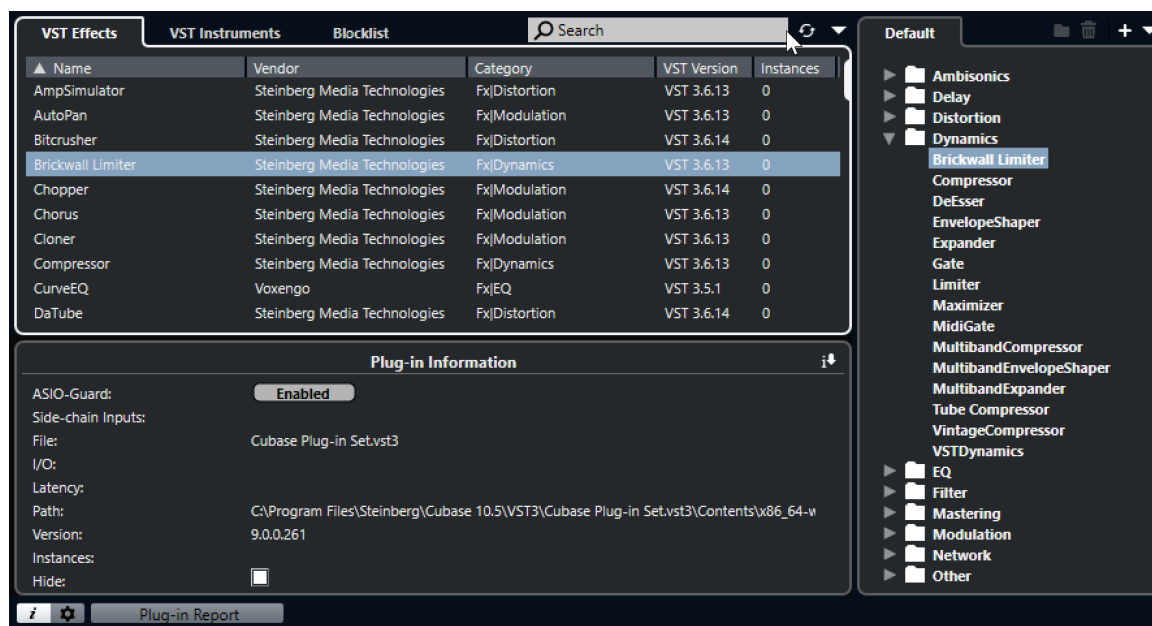 VST Effects VST Instruments Blocklist Search
Name Vendor Category VST Version Instances
AmpSimulator Steinberg Media Technologies Fx|Distortion VST 3.6.13 0
AutoPan Steinberg Media Technologies Fx|Modulation VST 3.6.13 0
Bitcrusher Steinberg Media Technologies Fx|Distortion VST 3.6.14 0
Brickwall Limiter Steinberg Media Technologies Fx|Dynamics VST 3.6.13 0
Chopper Steinberg Media Technologies Fx|Modulation VST 3.6.14 0
Chorus Steinberg Media Technologies Fx|Modulation VST 3.6.13 0
Cloner Steinberg Media Technologies Fx|Modulation VST 3.6.13 0
Compressor Steinberg Media Technologies Fx|Dynamics VST 3.6.13 0
CurveEQ Voxengo Fx|EQ VST 3.5.1 0
DaTube Steinberg Media Technologies Fx|Distortion VST 3.6.14 0
Plug-in Information
ASIO-Guard: Enabled
Side-chain Inputs:
File: Cubase Plug-in Set.vst3
I/O:
Latency:
Path: C:\Program Files\Steinberg\Cubase 10.5\VST3\Cubase Plug-in Set.vst3\Contents\x86_64-w
Version: 9.0.0.261
Instances:
Hide:
i Plug-in Report
Default
Ambisonics
Delay
Distortion
Dynamics
Brickwall Limiter
Compressor
DeEsser
EnvelopeShaper
Expander
Gate
Limiter
Maximizer
MidiGate
MultibandCompressor
MultibandEnvelopeShaper
MultibandExpander
Tube Compressor
VintageCompressor
VSTDynamics
EQ
Filter
Mastering
Modulation
Network
Other